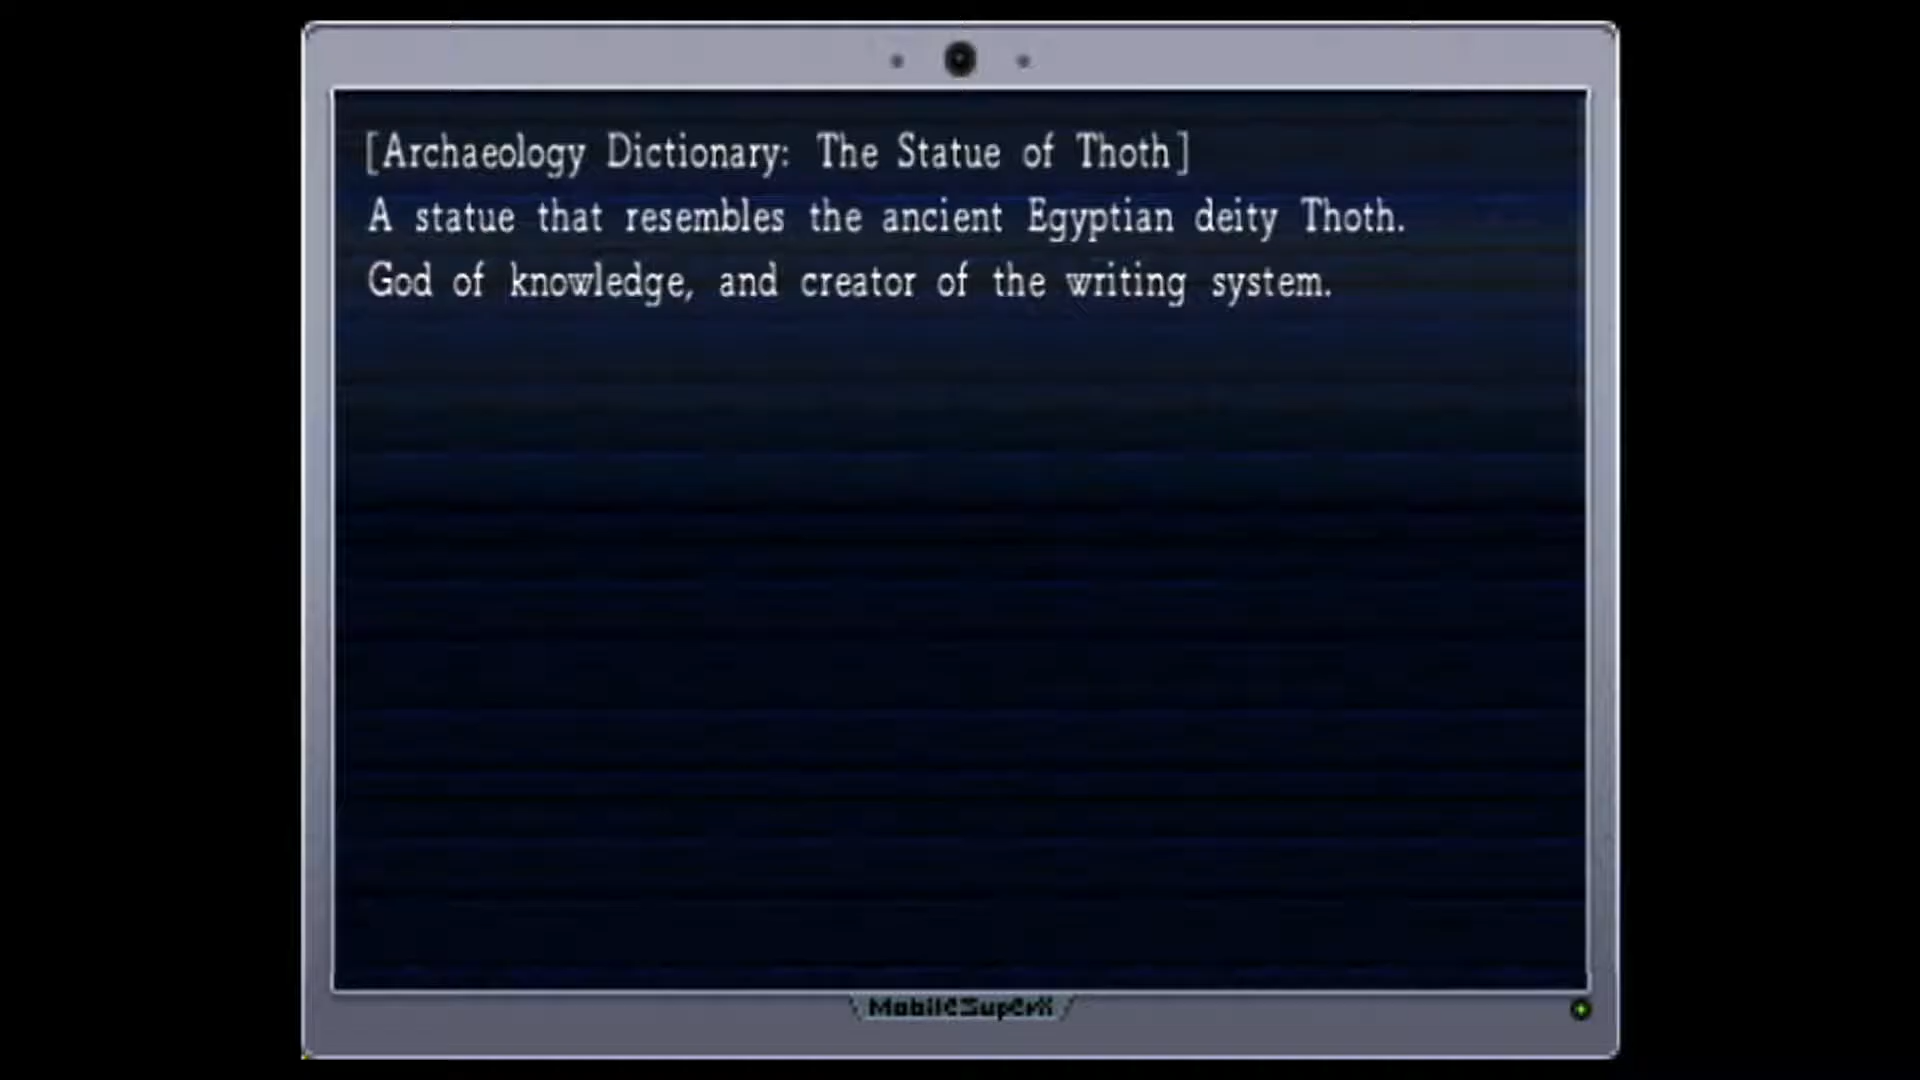 [Archaeology Dictionary: The Statue of Thoth]
A statue that resembles the ancient Egyptian deity Thoth.
God of knowledge, and creator of the writing system.
MobileSuperX